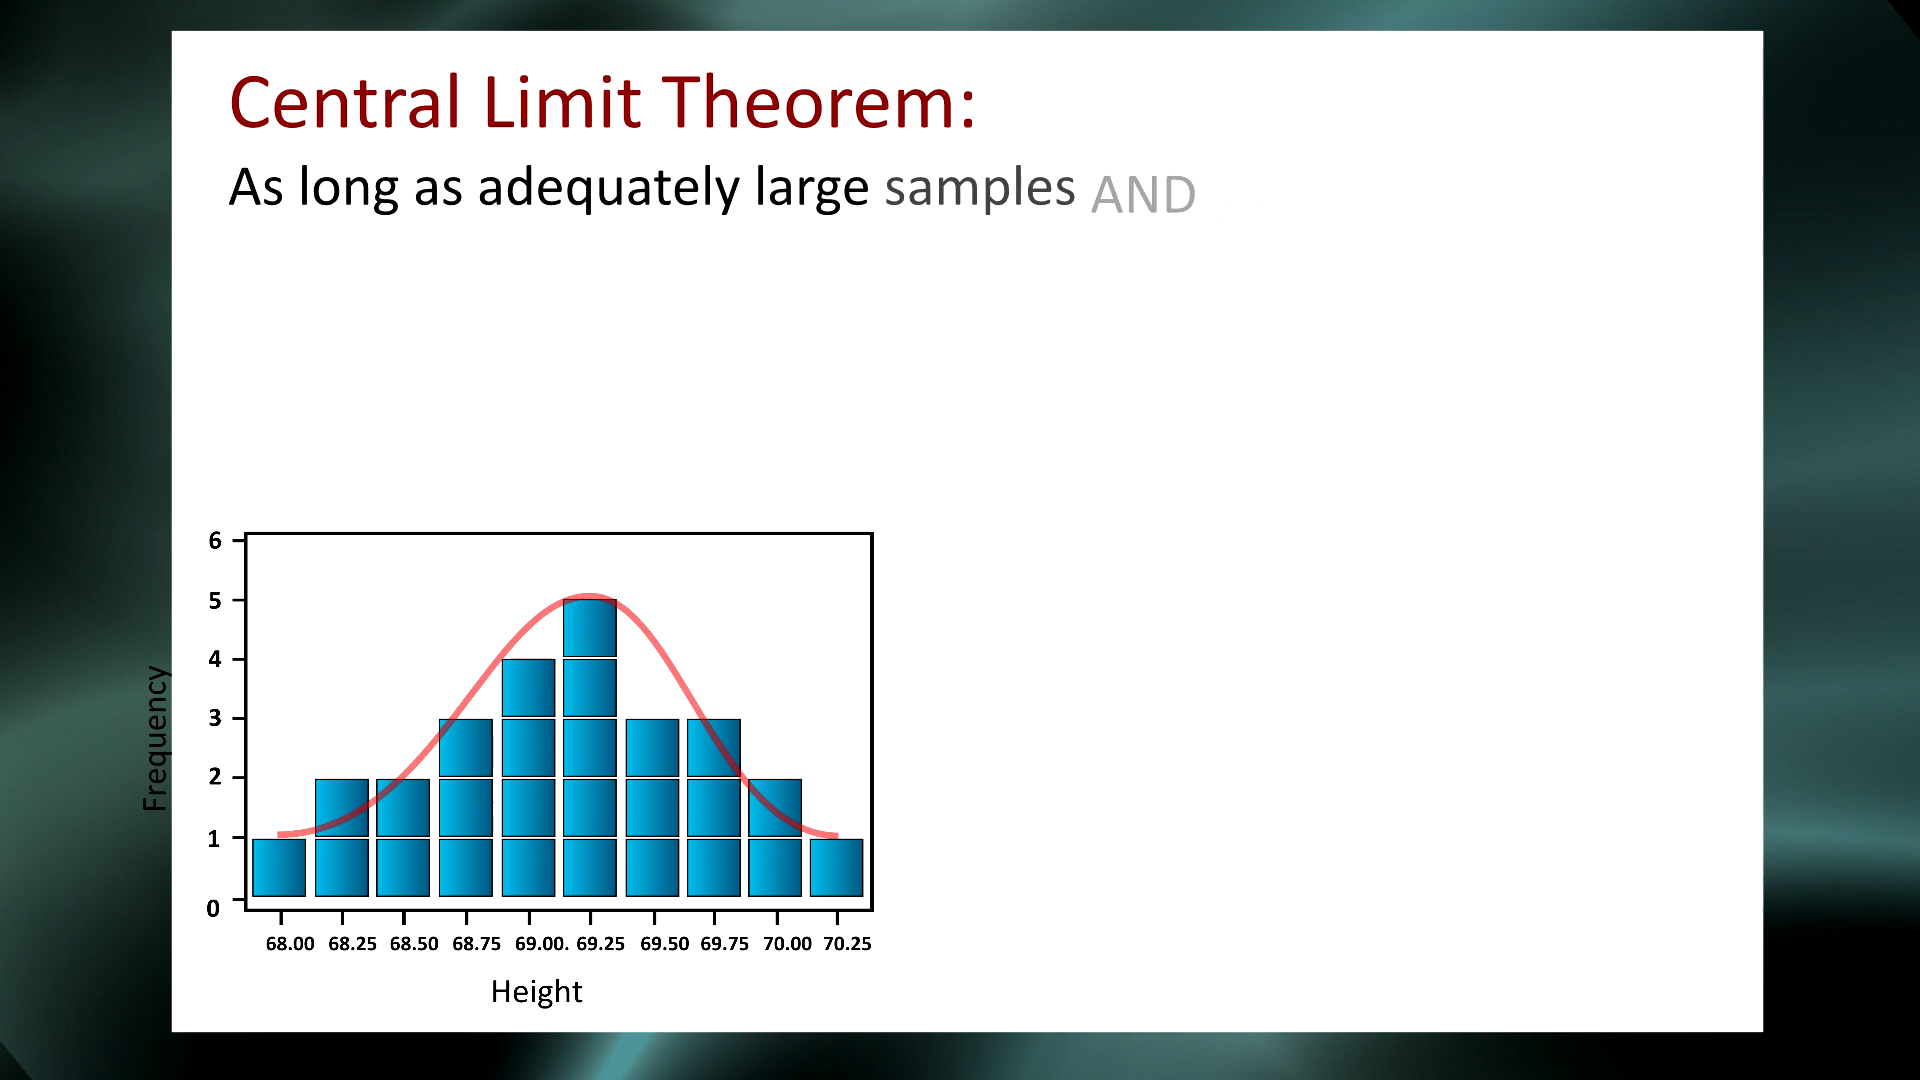 Central Limit Theorem:
As long as adequately large samples AND
6
5
4
3
2
1
0
Frequency
68.00 68.25 68.50 68.75 69.00. 69.25 69.50 69.75 70.00 70.25
Height